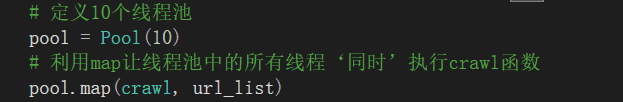 # 定义10个线程池
pool = Pool(10)
# 利用map让线程池中的所有线程‘同时’执行crawl函数
pool.map(crawl, url_list)